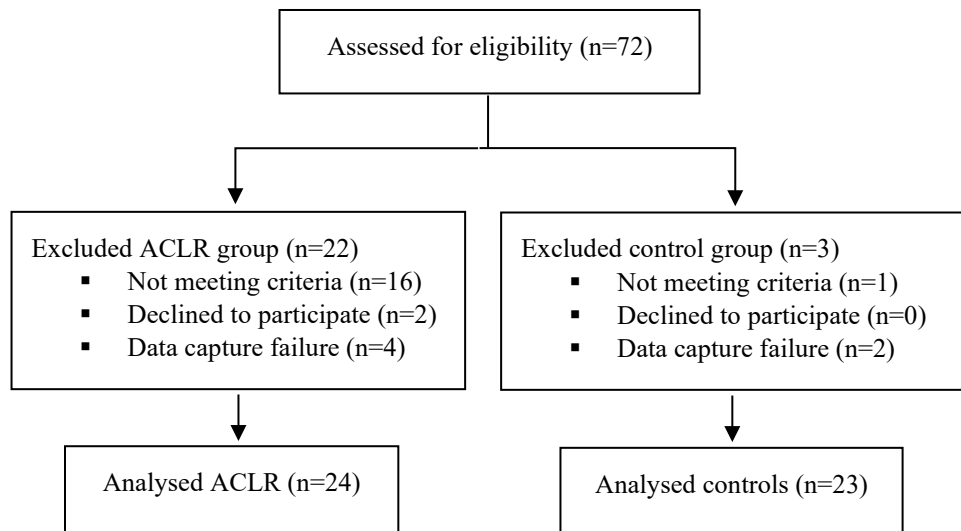 Assessed for eligibility (n=72)
Excluded ACLR group (n=22)
▪ Not meeting criteria (n=16)
▪ Declined to participate (n=2)
▪ Data capture failure (n=4)
Excluded control group (n=3)
▪ Not meeting criteria (n=1)
▪ Declined to participate (n=0)
▪ Data capture failure (n=2)
Analysed ACLR (n=24)
Analysed controls (n=23)